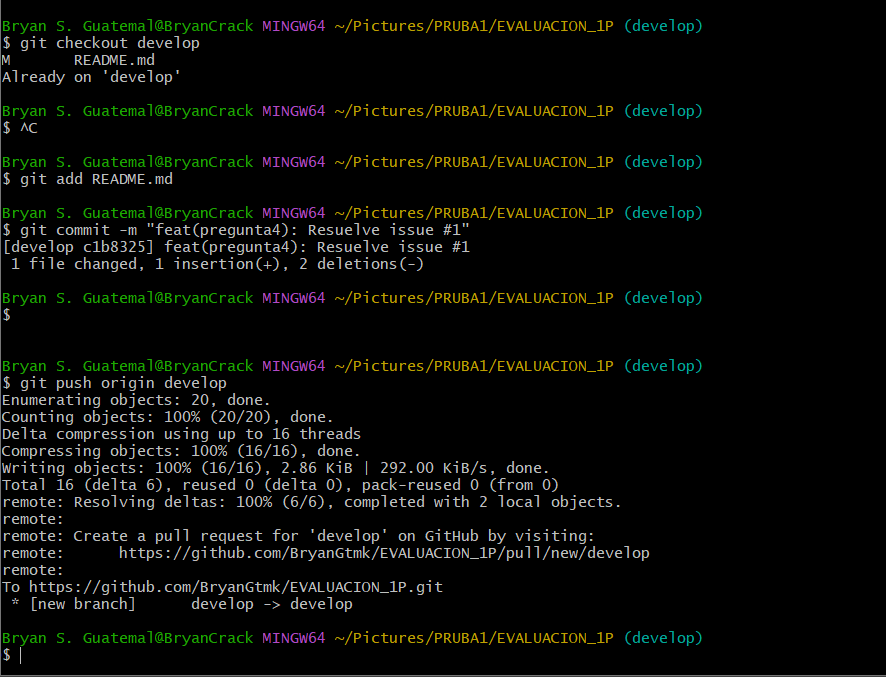 Bryan S. Guatemal@BryanCrack MINGW64 ~/Pictures/PRUBA1/EVALUACION_1P (develop)
$ git checkout develop
M       README.md
Already on 'develop'
Bryan S. Guatemal@BryanCrack MINGW64 ~/Pictures/PRUBA1/EVALUACION_1P (develop)
$ ^C
Bryan S. Guatemal@BryanCrack MINGW64 ~/Pictures/PRUBA1/EVALUACION_1P (develop)
$ git add README.md
Bryan S. Guatemal@BryanCrack MINGW64 ~/Pictures/PRUBA1/EVALUACION_1P (develop)
$ git commit -m "feat(pregunta4): Resuelve issue #1"
[develop c1b8325] feat(pregunta4): Resuelve issue #1
 1 file changed, 1 insertion(+), 2 deletions(-)
Bryan S. Guatemal@BryanCrack MINGW64 ~/Pictures/PRUBA1/EVALUACION_1P (develop)
$
Bryan S. Guatemal@BryanCrack MINGW64 ~/Pictures/PRUBA1/EVALUACION_1P (develop)
$ git push origin develop
Enumerating objects: 20, done.
Counting objects: 100% (20/20), done.
Delta compression using up to 16 threads
Compressing objects: 100% (16/16), done.
Writing objects: 100% (16/16), 2.86 KiB | 292.00 KiB/s, done.
Total 16 (delta 6), reused 0 (delta 0), pack-reused 0 (from 0)
remote: Resolving deltas: 100% (6/6), completed with 2 local objects.
remote:
remote: Create a pull request for 'develop' on GitHub by visiting:
remote:      https://github.com/BryanGtmk/EVALUACION_1P/pull/new/develop
remote:
To https://github.com/BryanGtmk/EVALUACION_1P.git
 * [new branch]      develop -> develop
Bryan S. Guatemal@BryanCrack MINGW64 ~/Pictures/PRUBA1/EVALUACION_1P (develop)
$